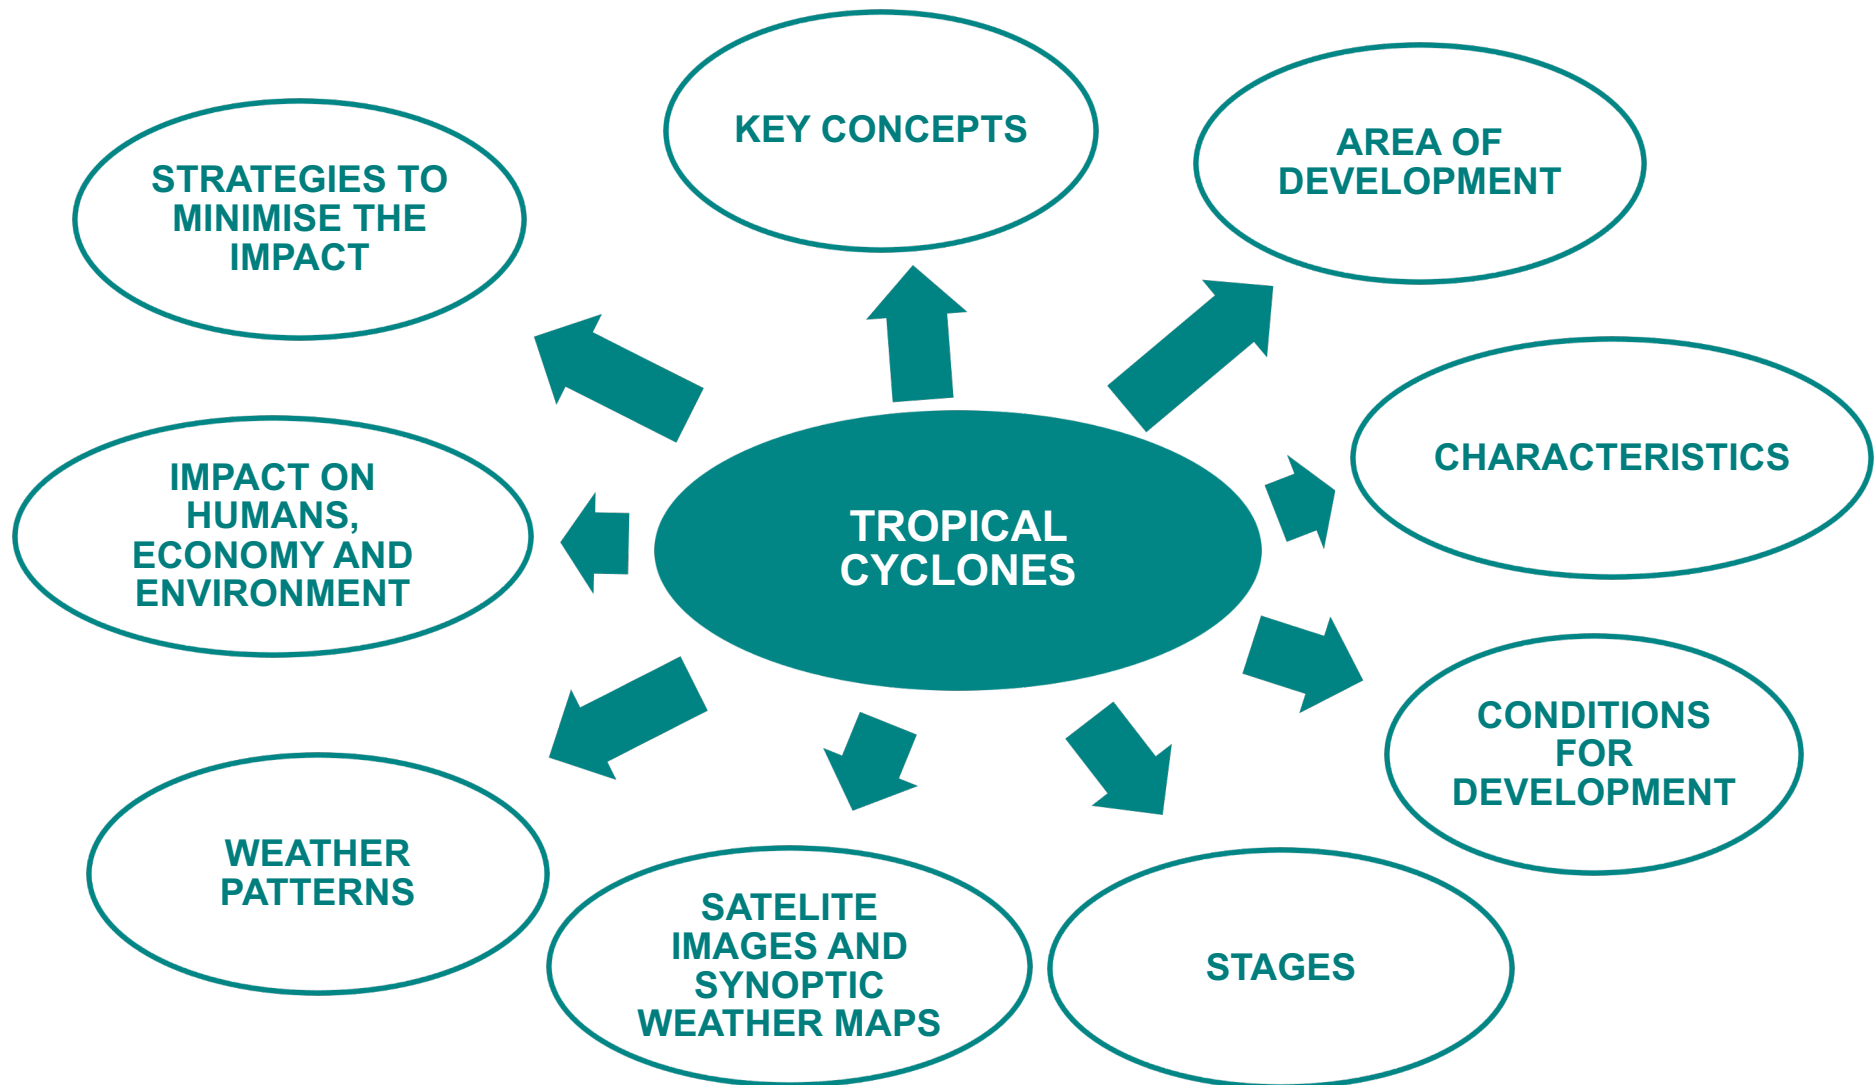 KEY CONCEPTS
AREA OF
DEVELOPMENT
STRATEGIES TO
MINIMISE THE
IMPACT
CHARACTERISTICS
IMPACT ON
HUMANS,
ECONOMY AND
ENVIRONMENT
TROPICAL
CYCLONES
CONDITIONS
FOR
DEVELOPMENT
WEATHER
PATTERNS
SATELITE
IMAGES AND
SYNOPTIC
WEATHER MAPS
STAGES